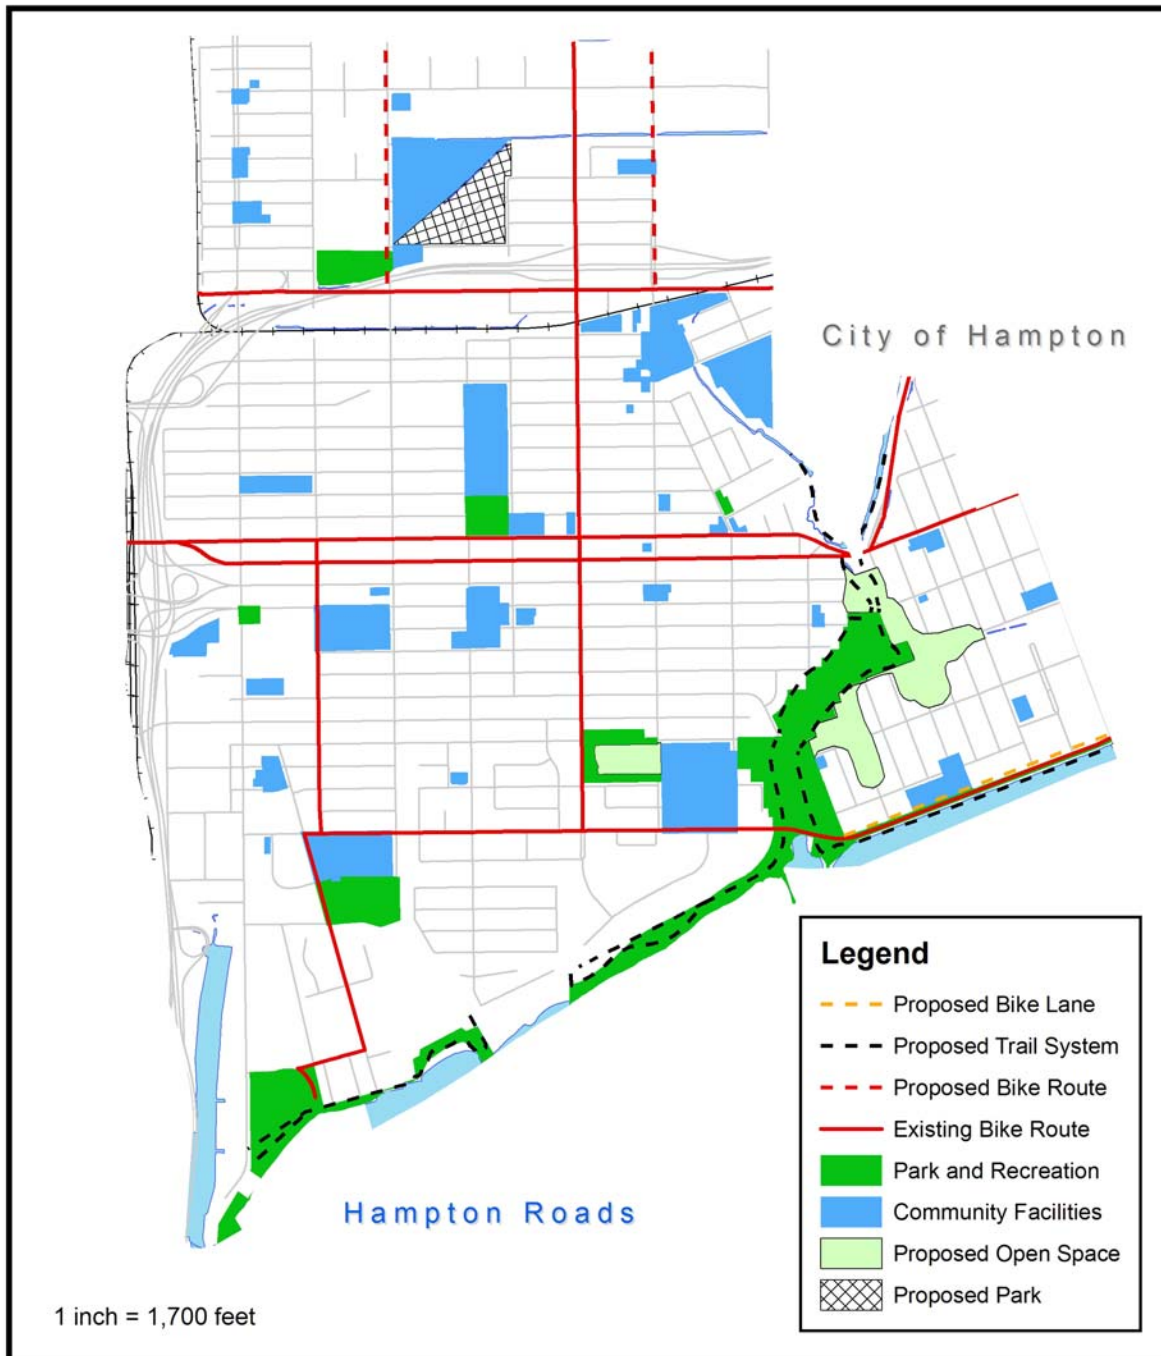 City of Hampton
Legend
Proposed Bike Lane
Proposed Trail System
Proposed Bike Route
Existing Bike Route
Park and Recreation
Community Facilities
Proposed Open Space
Proposed Park
Hampton Roads
1 inch = 1,700 feet